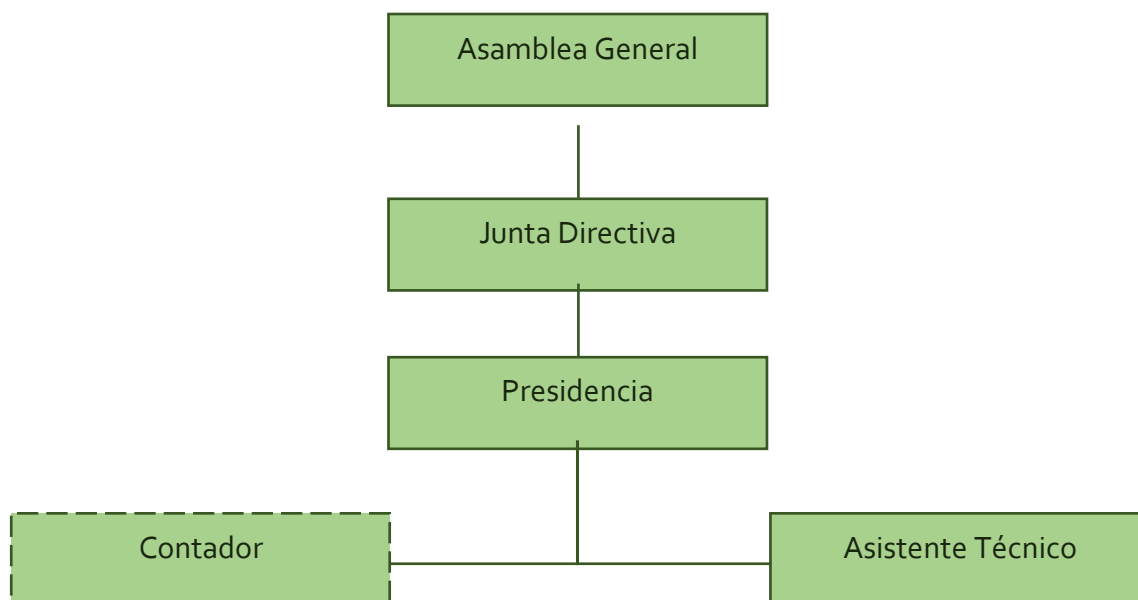 Asamblea General
Junta Directiva
Presidencia
Contador
Asistente Técnico